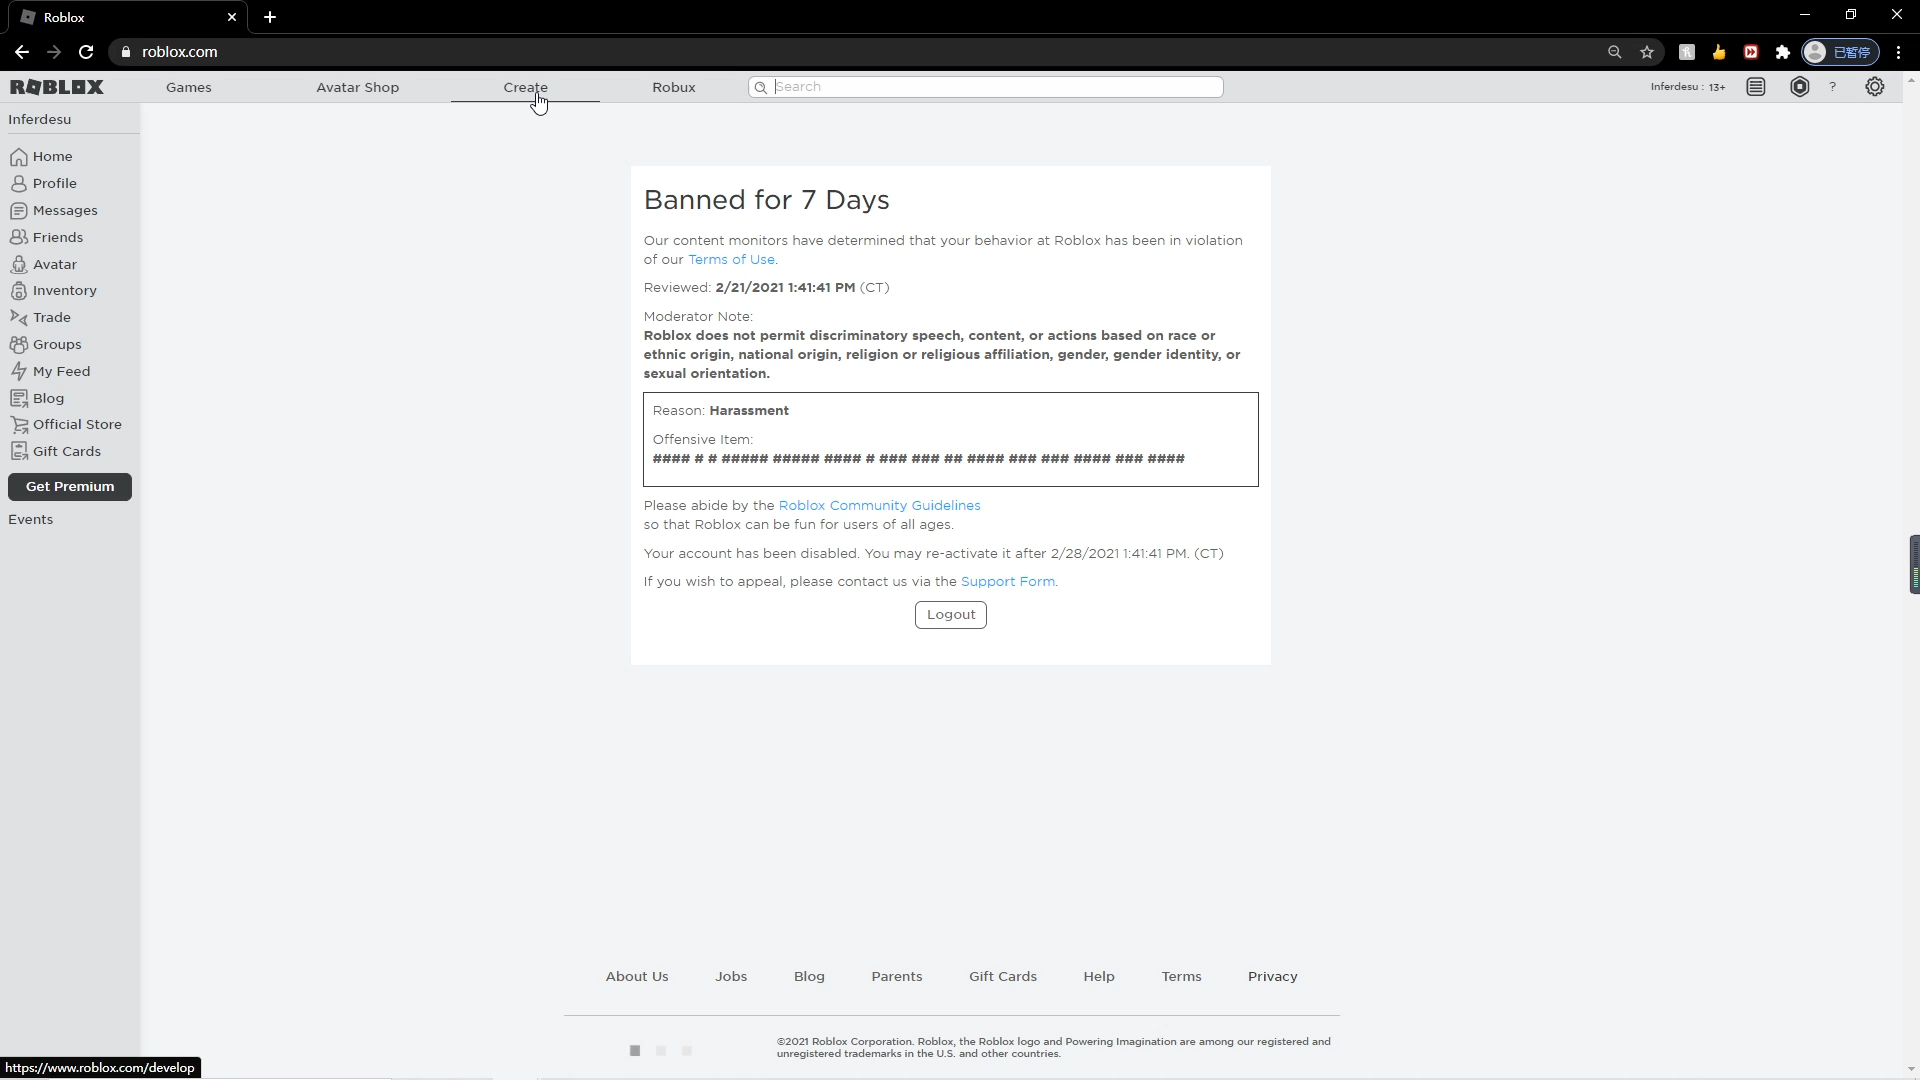 Roblox
roblox.com
已暂停
ROBLOX
Games
Avatar Shop
Create
Robux
Search
Inferdesu : 13+
?
Inferdesu
Home
Profile
Messages
Friends
Avatar
Inventory
Trade
Groups
My Feed
Blog
Official Store
Gift Cards
Get Premium
Events
Banned for 7 Days
Our content monitors have determined that your behavior at Roblox has been in violation
of our Terms of Use.
Reviewed: 2/21/2021 1:41:41 PM (CT)
Moderator Note:
Roblox does not permit discriminatory speech, content, or actions based on race or
ethnic origin, national origin, religion or religious affiliation, gender, gender identity, or
sexual orientation.
Reason: Harassment
Offensive Item:
#### # # ##### ##### #### # ### ### ## #### ### ### #### ### ####
Please abide by the Roblox Community Guidelines
so that Roblox can be fun for users of all ages.
Your account has been disabled. You may re-activate it after 2/28/2021 1:41:41 PM. (CT)
If you wish to appeal, please contact us via the Support Form.
Logout
About Us
Jobs
Blog
Parents
Gift Cards
Help
Terms
Privacy
©2021 Roblox Corporation. Roblox, the Roblox logo and Powering Imagination are among our registered and
unregistered trademarks in the U.S. and other countries.
https://www.roblox.com/develop